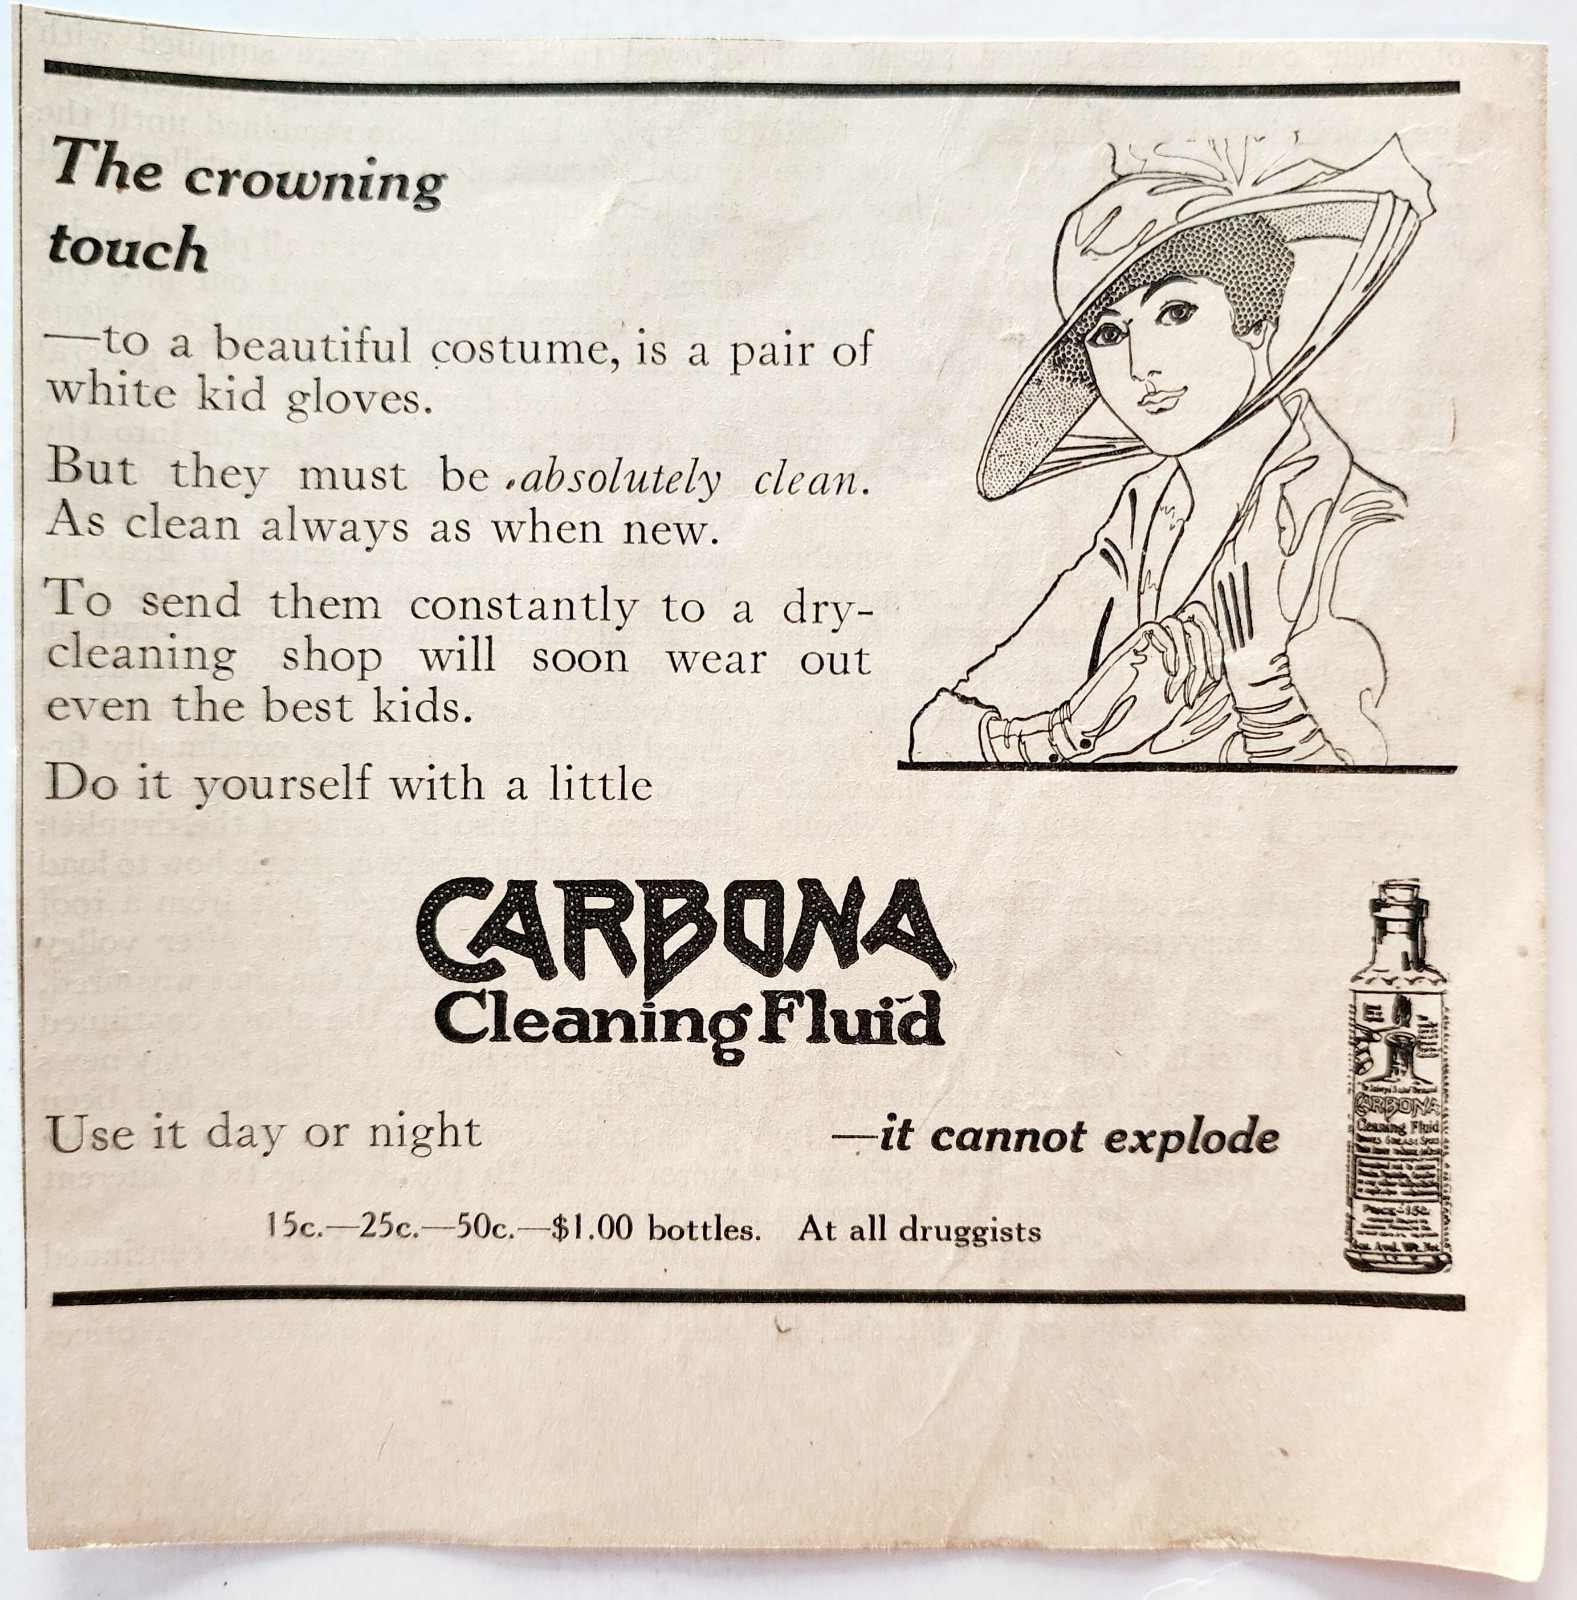 The crowning
touch
—to a beautiful costume, is a pair of
white kid gloves.
But they must be absolutely clean.
As clean always as when new.
To send them constantly to a dry-
cleaning shop will soon wear out
even the best kids.
Do it yourself with a little
CARBONA
Cleaning Fluid
Use it day or night —it cannot explode
15c.—25c.—50c.—$1.00 bottles. At all druggists
CARBONA
Cleaning Fluid
PRICE-15c.